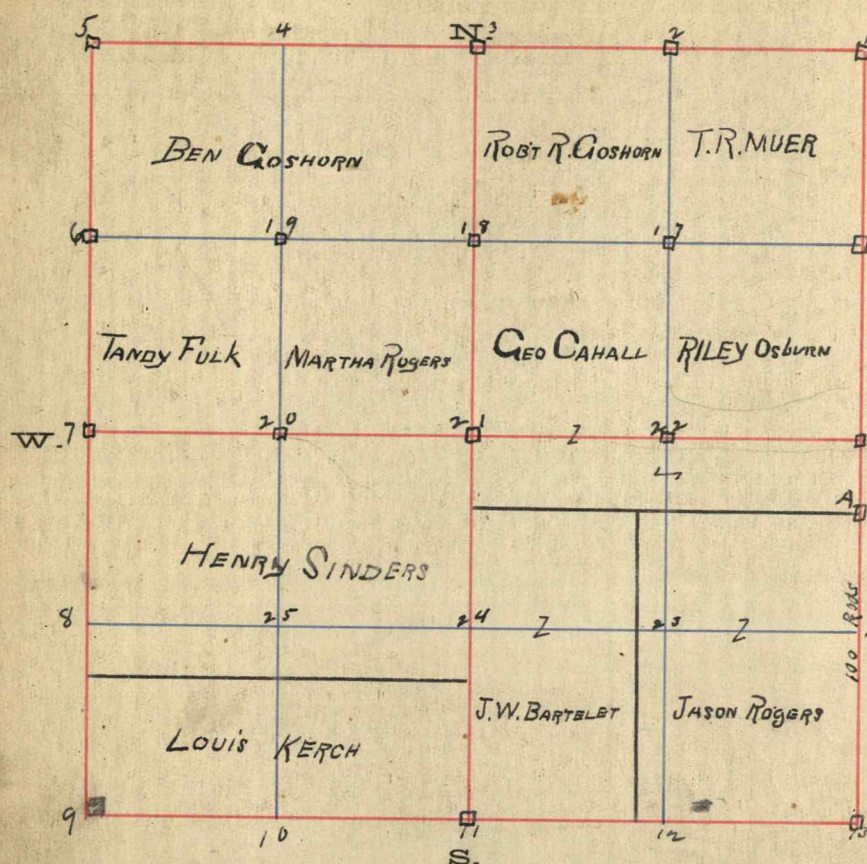 5 4 N. 3 2
BEN GOSHORN ROB'T R. GOSHORN T.R. MUER
6 19 18 17
TANDY FULK MARTHA ROGERS GEO CAHALL RILEY OSBURN
W. 7 20 21 Z 22
A
HENRY SINDERS
8 25 24 Z 23 Z
100 RODS
J.W. BARTELET JASON ROGERS
LOUIS KERCH
9 10 11 12 13
S.